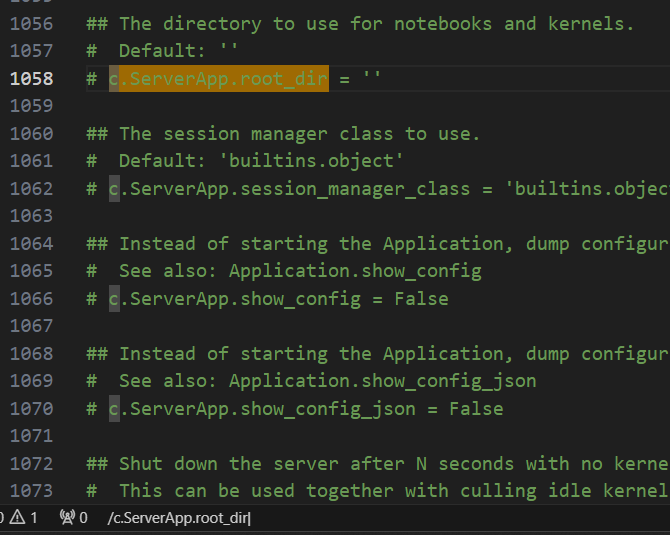 1056 ## The directory to use for notebooks and kernels.
1057 #  Default: ''
1058 # c.ServerApp.root_dir = ''
1059
1060 ## The session manager class to use.
1061 #  Default: 'builtins.object'
1062 # c.ServerApp.session_manager_class = 'builtins.objec
1063
1064 ## Instead of starting the Application, dump configur
1065 #  See also: Application.show_config
1066 # c.ServerApp.show_config = False
1067
1068 ## Instead of starting the Application, dump configur
1069 #  See also: Application.show_config_json
1070 # c.ServerApp.show_config_json = False
1071
1072 ## Shut down the server after N seconds with no kerne
1073 #  This can be used together with culling idle kernel
0 1 0 /c.ServerApp.root_dir